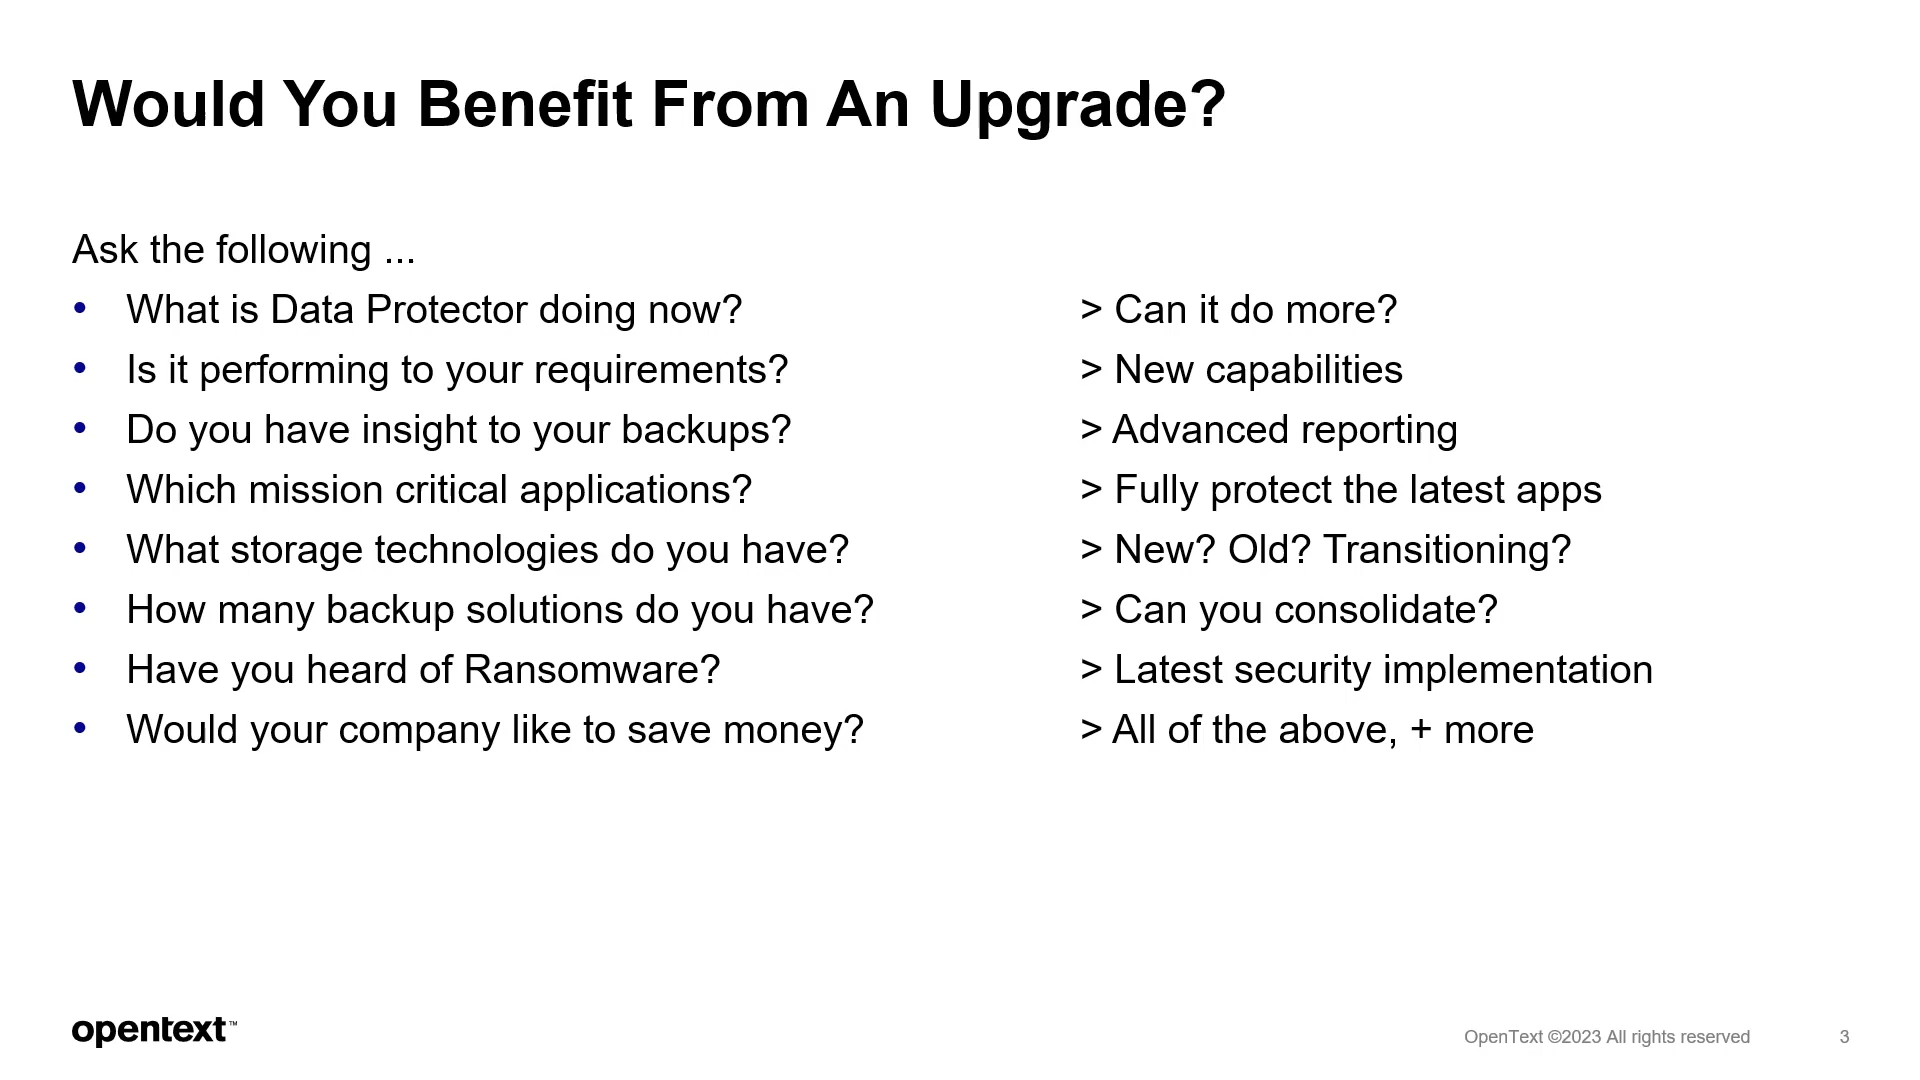 Would You Benefit From An Upgrade?
Ask the following ...
• What is Data Protector doing now? > Can it do more?
• Is it performing to your requirements? > New capabilities
• Do you have insight to your backups? > Advanced reporting
• Which mission critical applications? > Fully protect the latest apps
• What storage technologies do you have? > New? Old? Transitioning?
• How many backup solutions do you have? > Can you consolidate?
• Have you heard of Ransomware? > Latest security implementation
• Would your company like to save money? > All of the above, + more
opentext™ OpenText ©2023 All rights reserved 3